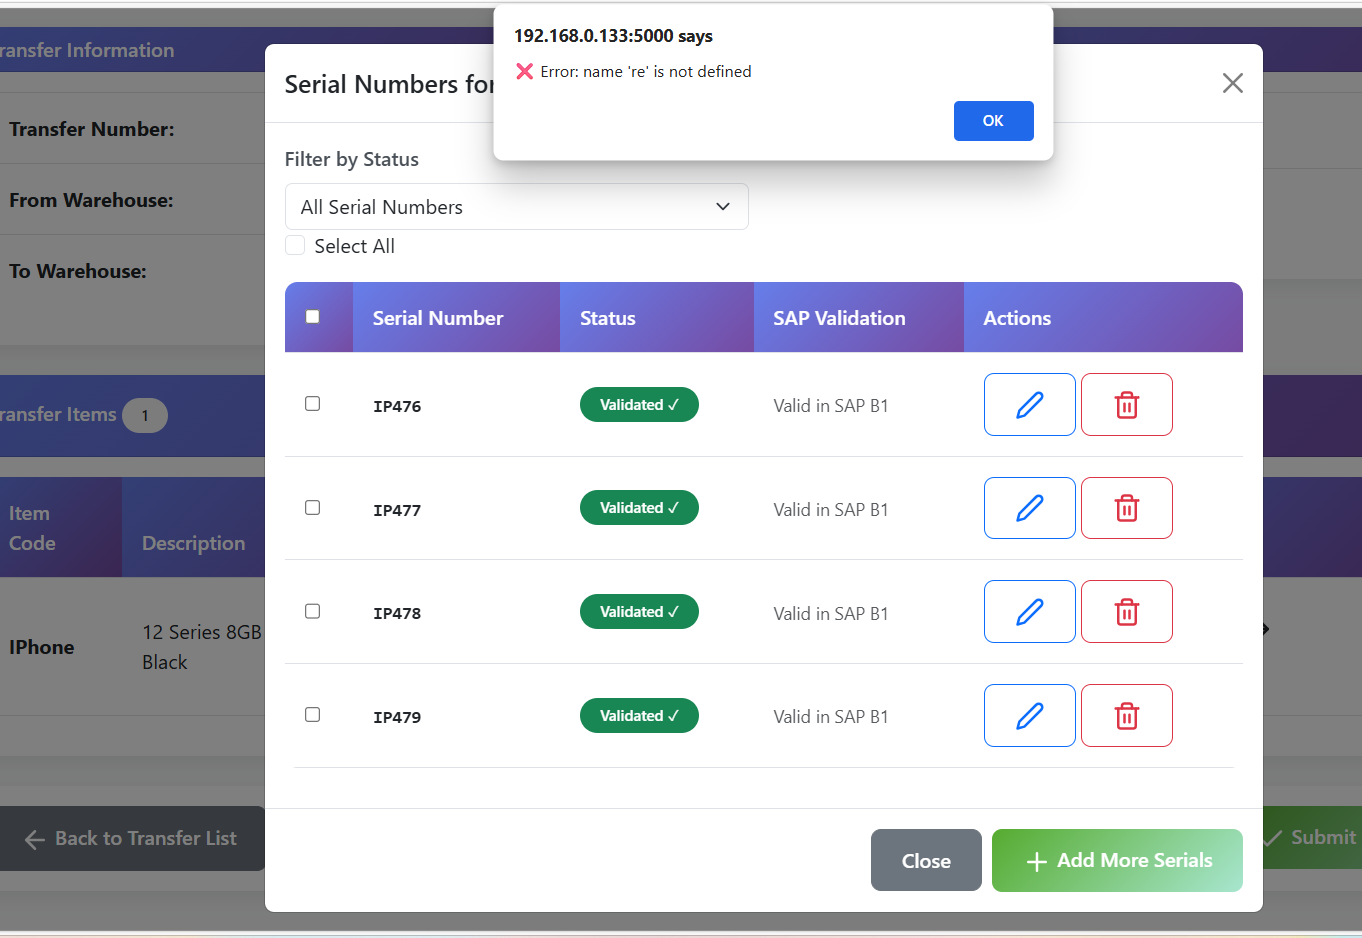 192.168.0.133:5000 says
❌ Error: name 're' is not defined
OK
ransfer Information
Transfer Number:
From Warehouse:
To Warehouse:
ransfer Items 1
Item
Code
Description
IPhone
12 Series 8GB
Black
Back to Transfer List
Submit
Serial Numbers for
Filter by Status
All Serial Numbers
Select All
Serial Number Status SAP Validation Actions
IP476 Validated ✓ Valid in SAP B1
IP477 Validated ✓ Valid in SAP B1
IP478 Validated ✓ Valid in SAP B1
IP479 Validated ✓ Valid in SAP B1
Close
Add More Serials